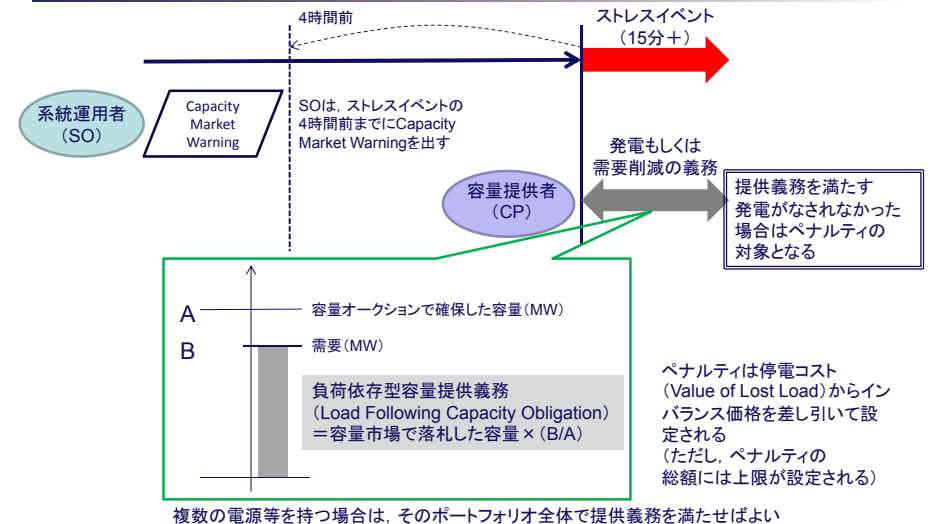 4時間前
ストレスイベント
（15分＋）
系統運用者
（SO）
Capacity
Market
Warning
SOは，ストレスイベントの
4時間前までにCapacity
Market Warningを出す
発電もしくは
需要削減の義務
容量提供者
（CP）
提供義務を満たす
発電がなされなかった
場合はペナルティの
対象となる
A
容量オークションで確保した容量（MW）
B
需要（MW）
負荷依存型容量提供義務
（Load Following Capacity Obligation）
＝容量市場で落札した容量×（B/A）
ペナルティは停電コスト
（Value of Lost Load）からイン
バランス価格を差し引いて設
定される
（ただし，ペナルティの
総額には上限が設定される）
複数の電源等を持つ場合は，そのポートフォリオ全体で提供義務を満たせばよい